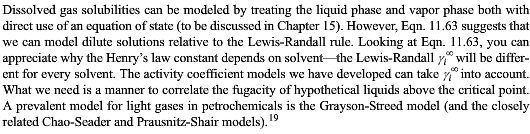 Dissolved gas solubilities can be modeled by treating the liquid phase and vapor phase both with
direct use of an equation of state (to be discussed in Chapter 15). However, Eqn. 11.63 suggests that
we can model dilute solutions relative to the Lewis-Randall rule. Looking at Eqn. 11.63, you can
appreciate why the Henry's law constant depends on solvent—the Lewis-Randall γᵢ^∞ will be differ-
ent for every solvent. The activity coefficient models we have developed can take γᵢ^∞ into account.
What we need is a manner to correlate the fugacity of hypothetical liquids above the critical point.
A prevalent model for light gases in petrochemicals is the Grayson-Streed model (and the closely
related Chao-Seader and Prausnitz-Shair models).¹⁹